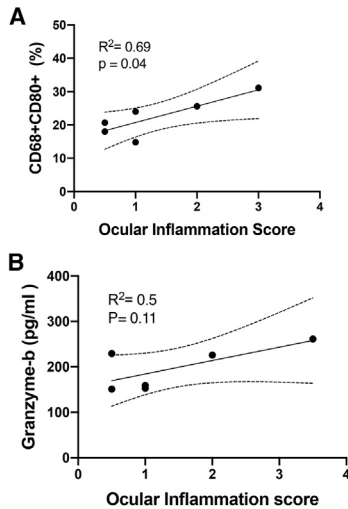 A
R²= 0.69
p = 0.04
CD68+CD80+ (%)
50
40
30
20
10
0
0 1 2 3 4
Ocular Inflammation Score
B
R²= 0.5
P= 0.11
Granzyme-b (pg/ml)
400
300
200
100
0
0 1 2 3 4
Ocular Inflammation score